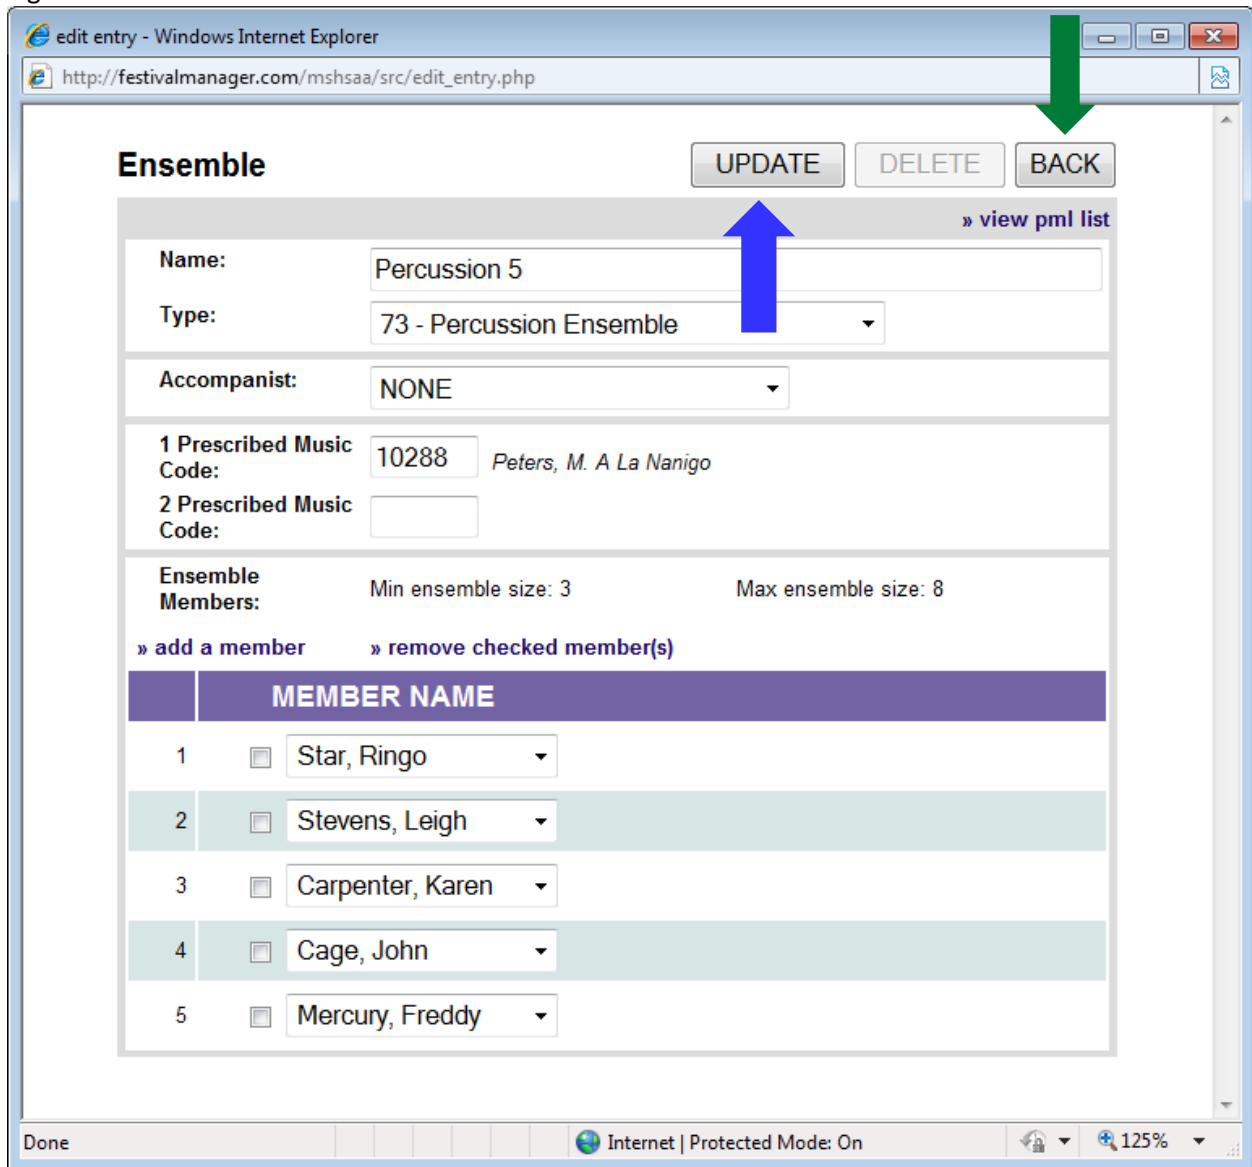 edit entry - Windows Internet Explorer
http://festivalmanager.com/mshsaa/src/edit_entry.php
Ensemble
UPDATE DELETE BACK
» view pml list
Name: Percussion 5
Type: 73 - Percussion Ensemble
Accompanist: NONE
1 Prescribed Music Code: 10288 Peters, M. A La Nanigo
2 Prescribed Music Code:
Ensemble Members: Min ensemble size: 3 Max ensemble size: 8
» add a member » remove checked member(s)
MEMBER NAME
1 Star, Ringo
2 Stevens, Leigh
3 Carpenter, Karen
4 Cage, John
5 Mercury, Freddy
Done Internet | Protected Mode: On 125%